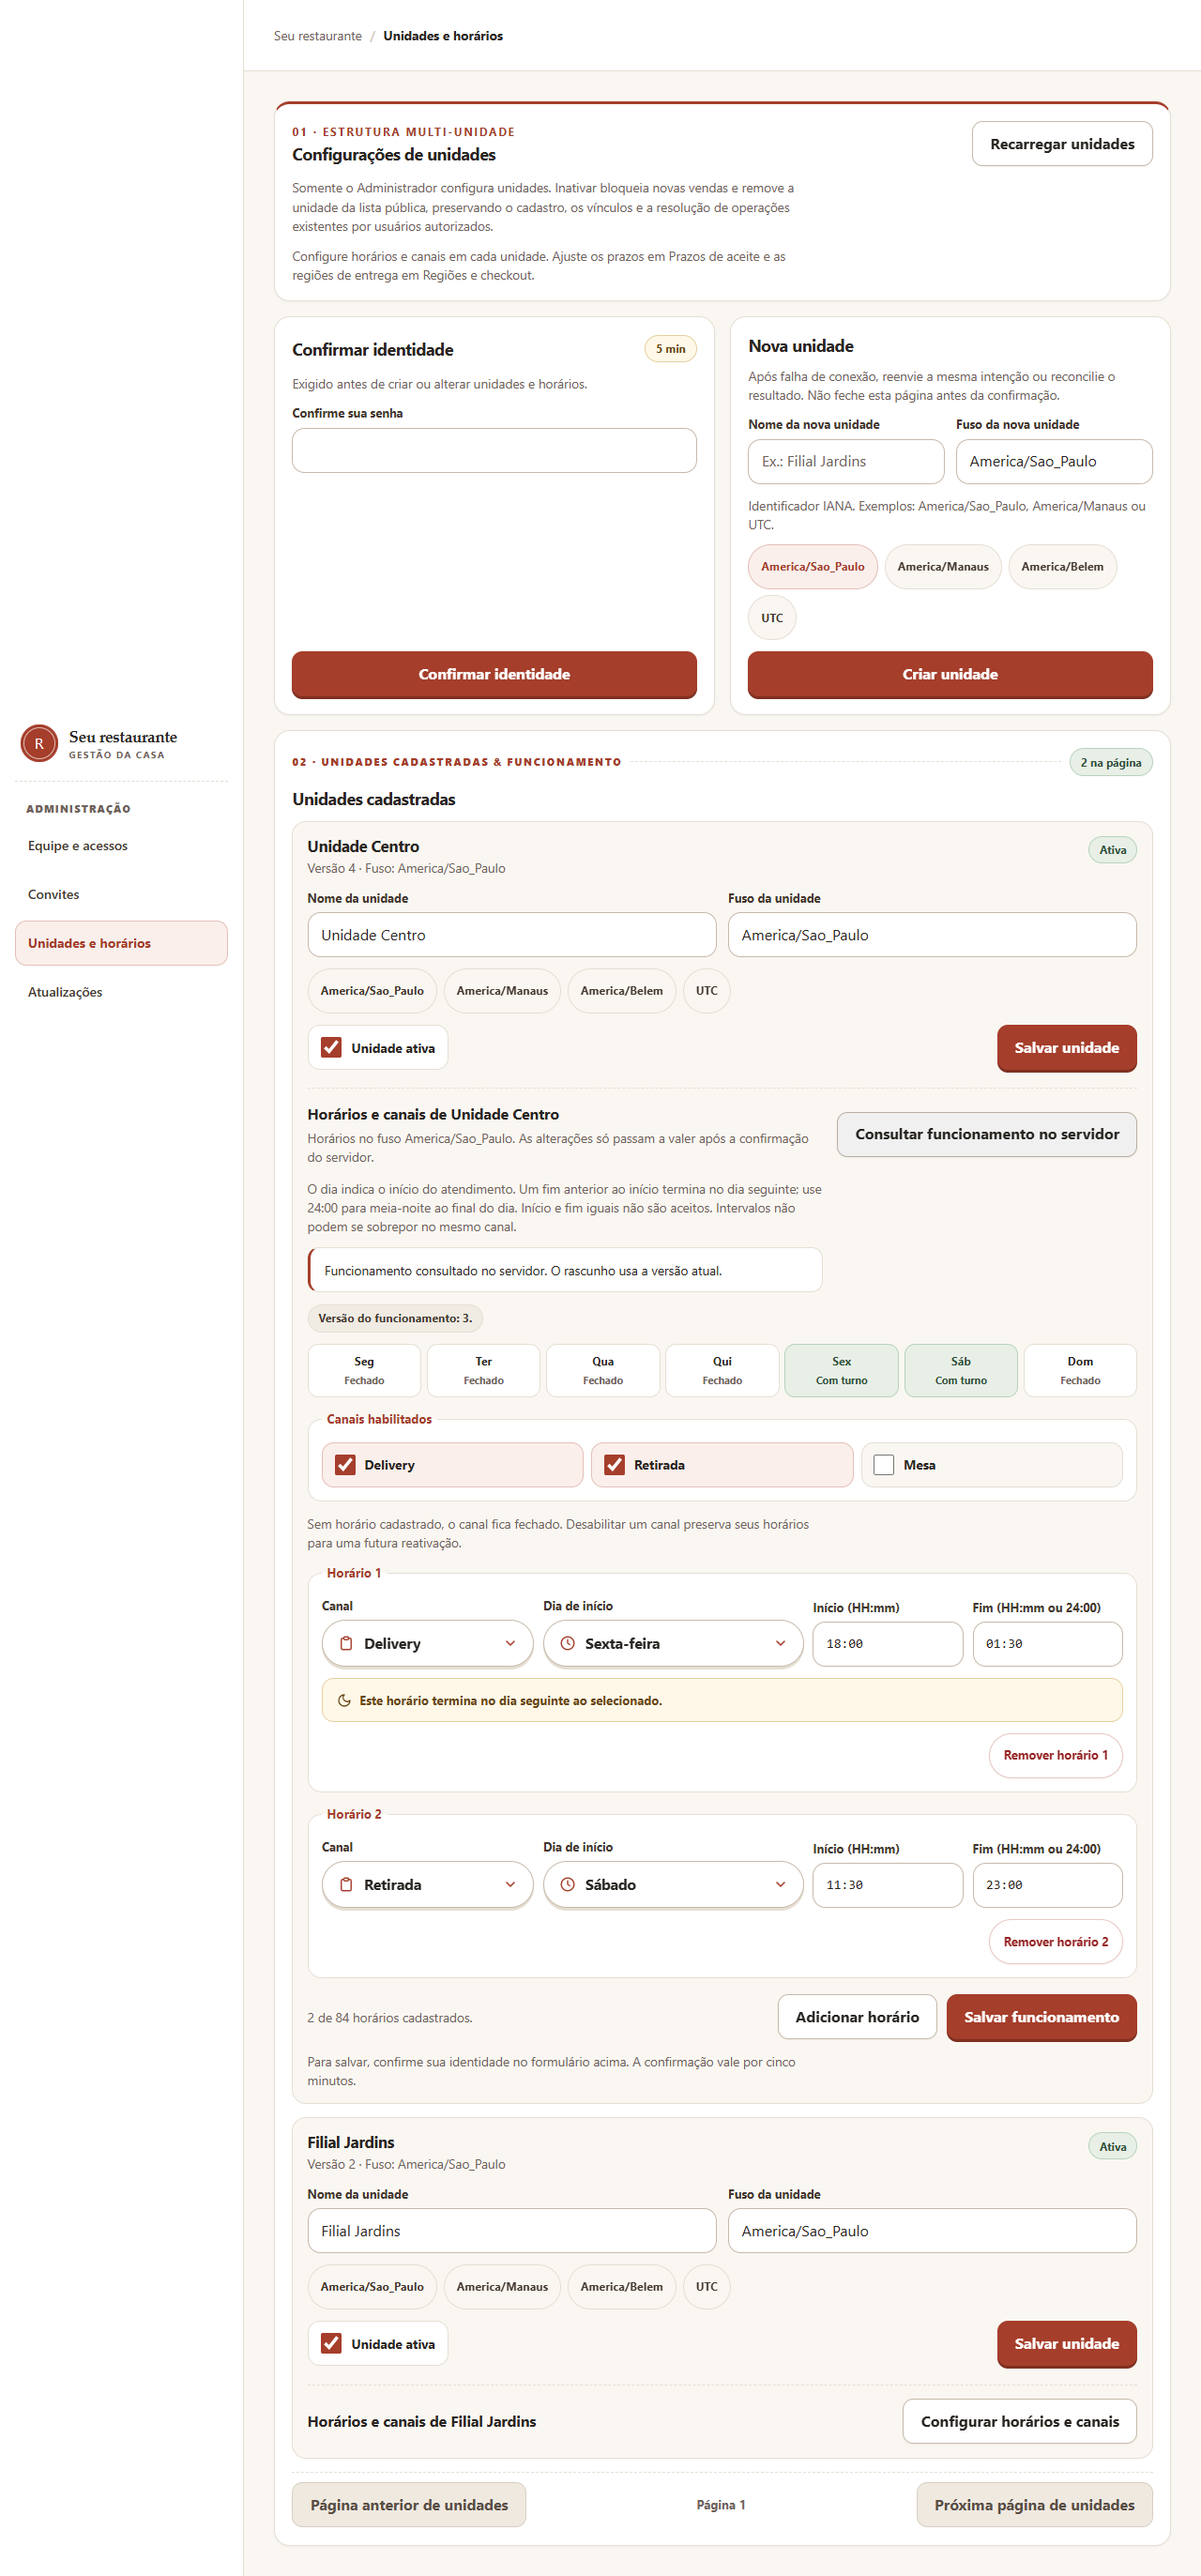 Seu restaurante / Unidades e horários
01 · ESTRUTURA MULTI-UNIDADE
Configurações de unidades
Recarregar unidades
Somente o Administrador configura unidades. Inativar bloqueia novas vendas e remove a
unidade da lista pública, preservando o cadastro, os vínculos e a resolução de operações
existentes por usuários autorizados.
Configure horários e canais em cada unidade. Ajuste os prazos em Prazos de aceite e as
regiões de entrega em Regiões e checkout.
Confirmar identidade
5 min
Exigido antes de criar ou alterar unidades e horários.
Confirme sua senha
Confirmar identidade
Nova unidade
Após falha de conexão, reenvie a mesma intenção ou reconcilie o
resultado. Não feche esta página antes da confirmação.
Nome da nova unidade
Fuso da nova unidade
Ex.: Filial Jardins
America/Sao_Paulo
Identificador IANA. Exemplos: America/Sao_Paulo, America/Manaus ou
UTC.
America/Sao_Paulo
America/Manaus
America/Belem
UTC
Criar unidade
R
Seu restaurante
GESTÃO DA CASA
ADMINISTRAÇÃO
Equipe e acessos
Convites
Unidades e horários
Atualizações
02 · UNIDADES CADASTRADAS & FUNCIONAMENTO
2 na página
Unidades cadastradas
Unidade Centro
Ativa
Versão 4 · Fuso: America/Sao_Paulo
Nome da unidade
Fuso da unidade
Unidade Centro
America/Sao_Paulo
America/Sao_Paulo
America/Manaus
America/Belem
UTC
Unidade ativa
Salvar unidade
Horários e canais de Unidade Centro
Consultar funcionamento no servidor
Horários no fuso America/Sao_Paulo. As alterações só passam a valer após a confirmação
do servidor.
O dia indica o início do atendimento. Um fim anterior ao início termina no dia seguinte; use
24:00 para meia-noite ao final do dia. Início e fim iguais não são aceitos. Intervalos não
podem se sobrepor no mesmo canal.
Funcionamento consultado no servidor. O rascunho usa a versão atual.
Versão do funcionamento: 3.
Seg
Fechado
Ter
Fechado
Qua
Fechado
Qui
Fechado
Sex
Com turno
Sáb
Com turno
Dom
Fechado
Canais habilitados
Delivery
Retirada
Mesa
Sem horário cadastrado, o canal fica fechado. Desabilitar um canal preserva seus horários
para uma futura reativação.
Horário 1
Canal
Dia de início
Início (HH:mm)
Fim (HH:mm ou 24:00)
Delivery
Sexta-feira
18:00
01:30
Este horário termina no dia seguinte ao selecionado.
Remover horário 1
Horário 2
Canal
Dia de início
Início (HH:mm)
Fim (HH:mm ou 24:00)
Retirada
Sábado
11:30
23:00
Remover horário 2
2 de 84 horários cadastrados.
Adicionar horário
Salvar funcionamento
Para salvar, confirme sua identidade no formulário acima. A confirmação vale por cinco
minutos.
Filial Jardins
Ativa
Versão 2 · Fuso: America/Sao_Paulo
Nome da unidade
Fuso da unidade
Filial Jardins
America/Sao_Paulo
America/Sao_Paulo
America/Manaus
America/Belem
UTC
Unidade ativa
Salvar unidade
Horários e canais de Filial Jardins
Configurar horários e canais
Página anterior de unidades
Página 1
Próxima página de unidades